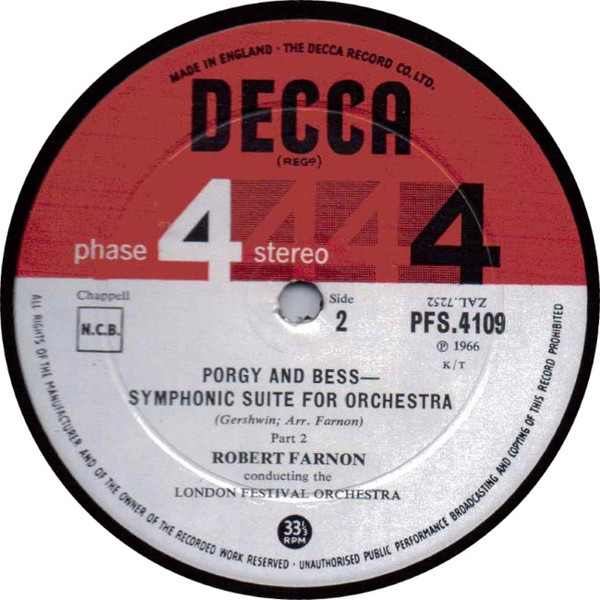 MADE IN ENGLAND · THE DECCA RECORD CO. LTD.
DECCA
(REGD)
phase 4 stereo 4 4 4
Chappell
N.C.B.
Side
2
ZAL.7252
PFS.4109
℗ 1966
K/T
PORGY AND BESS—
SYMPHONIC SUITE FOR ORCHESTRA
(Gershwin; Arr. Farnon)
Part 2
ROBERT FARNON
conducting the
LONDON FESTIVAL ORCHESTRA
33⅓
RPM
ALL RIGHTS OF THE MANUFACTURER AND OF THE OWNER OF THE RECORDED WORK RESERVED · UNAUTHORISED PUBLIC PERFORMANCE BROADCASTING AND COPYING OF THIS RECORD PROHIBITED